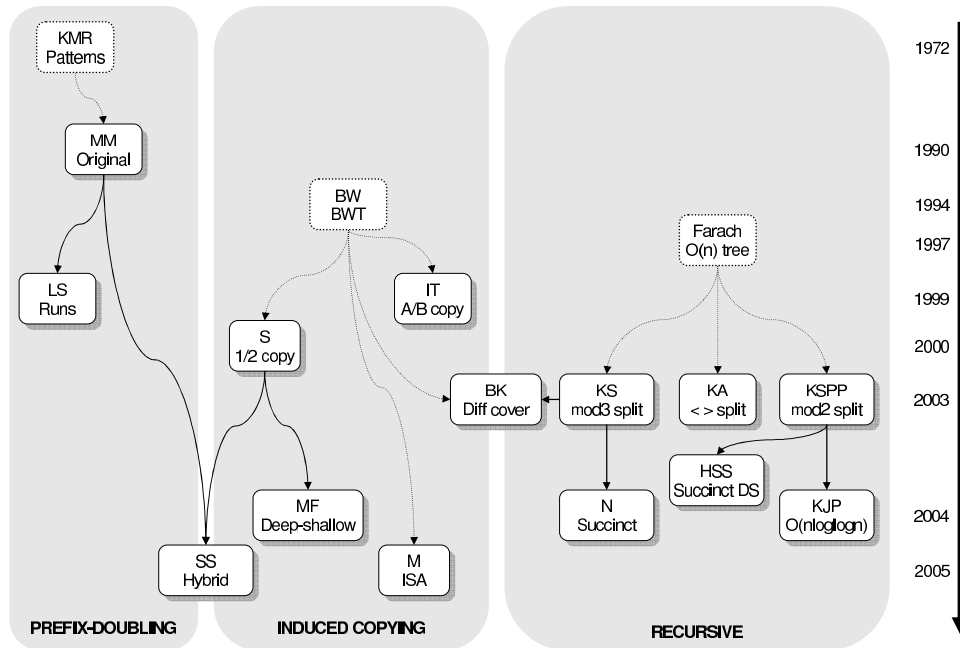 KMR
Patterns
1972
MM
Original
1990
BW
BWT
1994
Farach
O(n) tree
1997
LS
Runs
IT
A/B copy
1999
S
1/2 copy
2000
BK
Diff cover
KS
mod3 split
KA
< > split
KSPP
mod2 split
2003
HSS
Succinct DS
MF
Deep-shallow
N
Succinct
KJP
O(nloglogn)
2004
SS
Hybrid
M
ISA
2005
PREFIX-DOUBLING
INDUCED COPYING
RECURSIVE